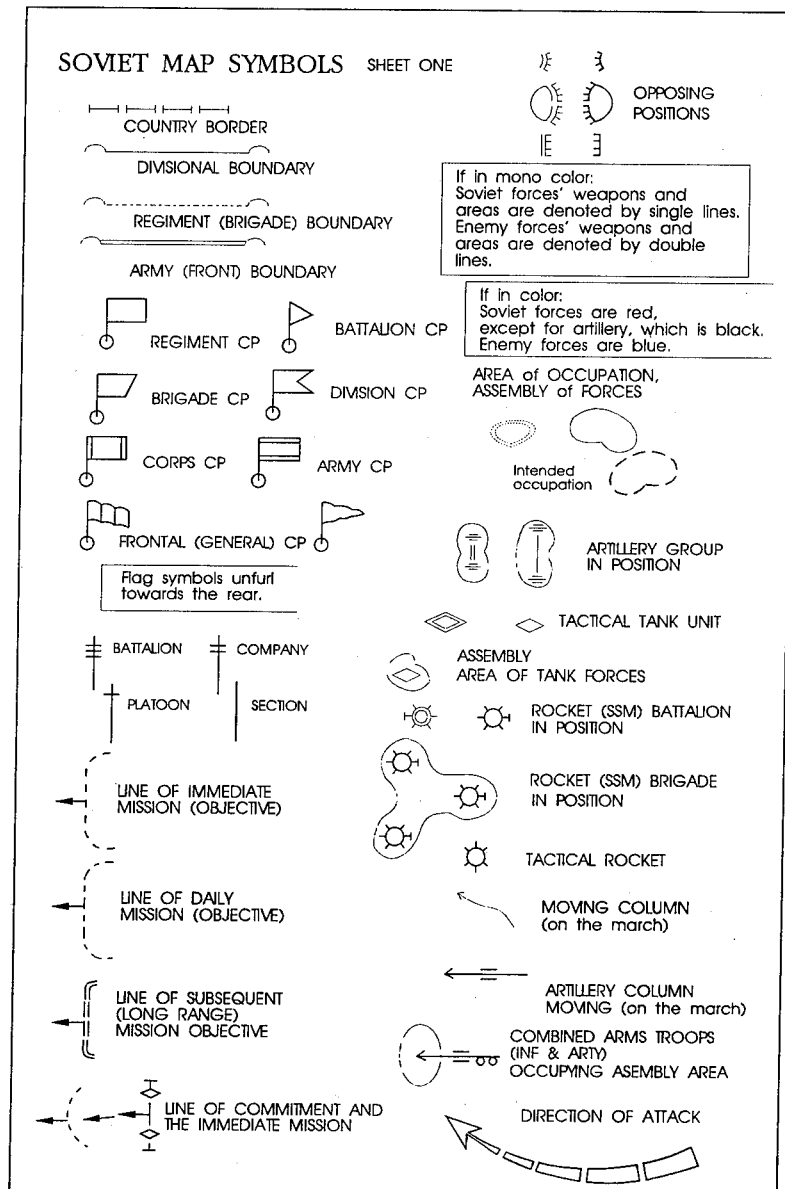 SOVIET MAP SYMBOLS SHEET ONE
COUNTRY BORDER
DIVISIONAL BOUNDARY
REGIMENT (BRIGADE) BOUNDARY
ARMY (FRONT) BOUNDARY
REGIMENT CP
BATTALION CP
BRIGADE CP
DIVISION CP
CORPS CP
ARMY CP
FRONTAL (GENERAL) CP
Flag symbols unfurl
towards the rear.
BATTALION
COMPANY
PLATOON
SECTION
LINE OF IMMEDIATE
MISSION (OBJECTIVE)
LINE OF DAILY
MISSION (OBJECTIVE)
LINE OF SUBSEQUENT
(LONG RANGE)
MISSION OBJECTIVE
LINE OF COMMITMENT AND
THE IMMEDIATE MISSION
OPPOSING
POSITIONS
If in mono color:
Soviet forces' weapons and
areas are denoted by single lines.
Enemy forces' weapons and
areas are denoted by double
lines.
If in color:
Soviet forces are red,
except for artillery, which is black.
Enemy forces are blue.
AREA of OCCUPATION,
ASSEMBLY of FORCES
Intended
occupation
ARTILLERY GROUP
IN POSITION
TACTICAL TANK UNIT
ASSEMBLY
AREA OF TANK FORCES
ROCKET (SSM) BATTALION
IN POSITION
ROCKET (SSM) BRIGADE
IN POSITION
TACTICAL ROCKET
MOVING COLUMN
(on the march)
ARTILLERY COLUMN
MOVING (on the march)
COMBINED ARMS TROOPS
(INF & ARTY)
OCCUPYING ASEMBLY AREA
DIRECTION OF ATTACK